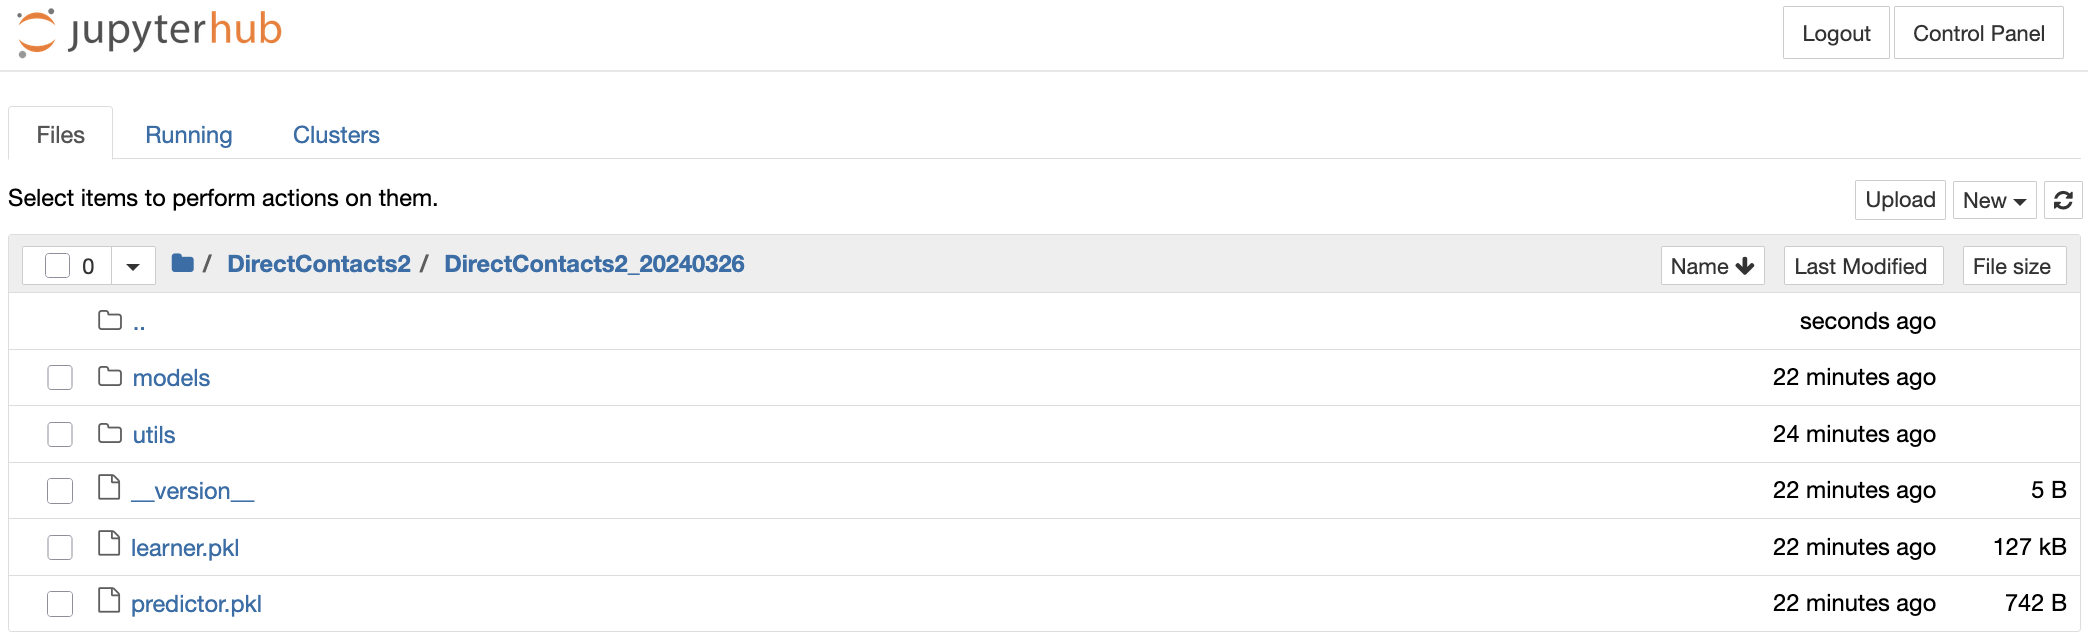 jupyterhub Logout Control Panel
Files Running Clusters
Select items to perform actions on them. Upload New
0 / DirectContacts2 / DirectContacts2_20240326 Name Last Modified File size
.. seconds ago
models 22 minutes ago
utils 24 minutes ago
__version__ 22 minutes ago 5 B
learner.pkl 22 minutes ago 127 kB
predictor.pkl 22 minutes ago 742 B